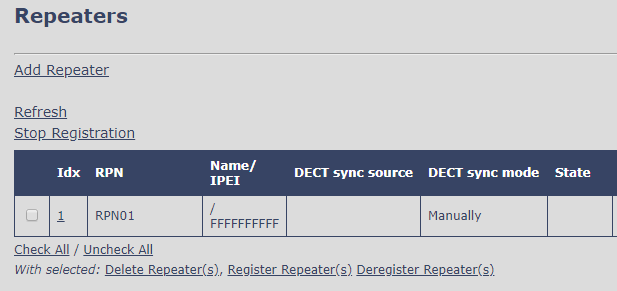 Repeaters
Add Repeater
Refresh
Stop Registration
Idx RPN Name/ IPEI DECT sync source DECT sync mode State
1 RPN01 / FFFFFFFFFF Manually
Check All / Uncheck All
With selected: Delete Repeater(s), Register Repeater(s) Deregister Repeater(s)